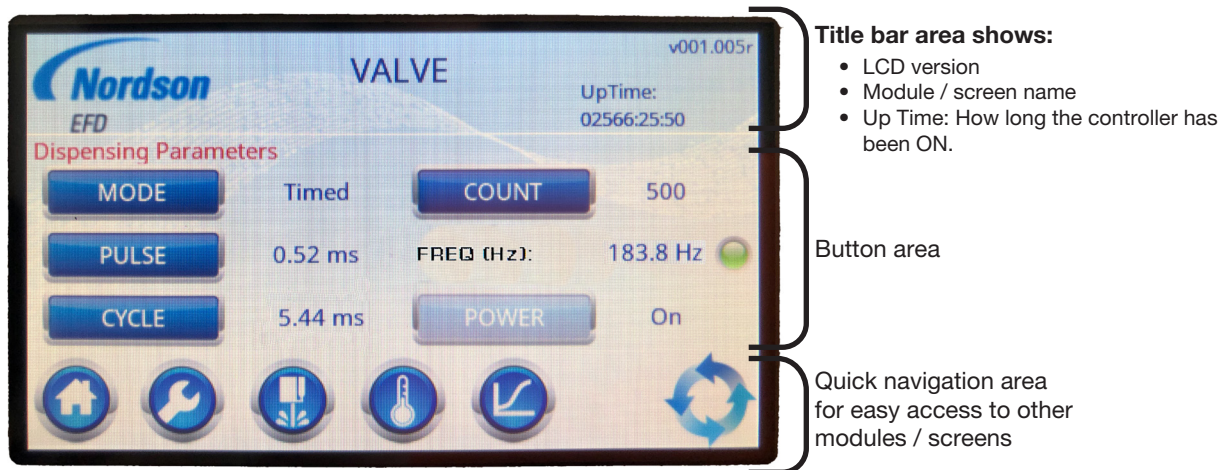 Nordson
EFD
VALVE
v001.005r
UpTime:
02566:25:50
Dispensing Parameters
MODE Timed COUNT 500
PULSE 0.52 ms FREQ (Hz): 183.8 Hz
CYCLE 5.44 ms POWER On
Title bar area shows:
• LCD version
• Module / screen name
• Up Time: How long the controller has
been ON.
Button area
Quick navigation area
for easy access to other
modules / screens